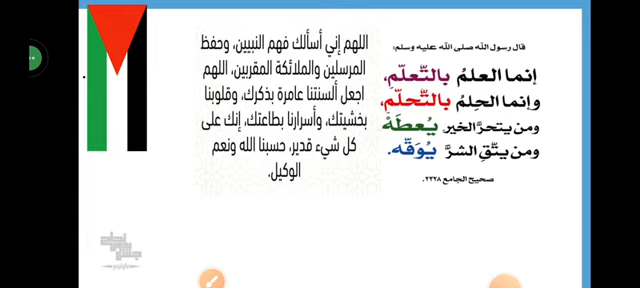 قال رسول الله صلى الله عليه وسلم:
إنما العلمُ بالتَّعلّمِ،
وإنما الحِلمُ بالتَّحلّمِ،
ومن يتحرَّ الخيرَ يُعطَهْ
ومن يتّقِ الشرَّ يُوَقَّه.
صحيح الجامع ٢٣٢٨.
اللهم إني أسألك فهم النبيين، وحفظ
المرسلين والملائكة المقربين، اللهم
اجعل ألسنتنا عامرة بذكرك، وقلوبنا
بخشيتك، وأسرارنا بطاعتك، إنك على
كل شيء قدير، حسبنا الله ونعم
الوكيل.